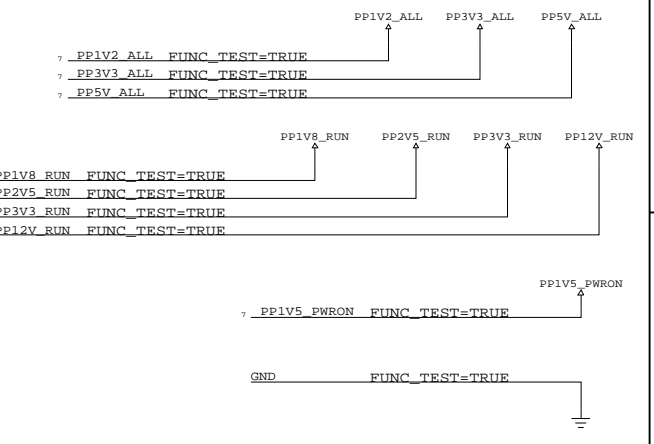 PP1V2_ALL PP3V3_ALL PP5V_ALL
7 PP1V2_ALL FUNC_TEST=TRUE
7 PP3V3_ALL FUNC_TEST=TRUE
7 PP5V_ALL FUNC_TEST=TRUE
PP1V8_RUN PP2V5_RUN PP3V3_RUN PP12V_RUN
PP1V8_RUN FUNC_TEST=TRUE
PP2V5_RUN FUNC_TEST=TRUE
PP3V3_RUN FUNC_TEST=TRUE
PP12V_RUN FUNC_TEST=TRUE
PP1V5_PWRON
7 PP1V5_PWRON FUNC_TEST=TRUE
GND FUNC_TEST=TRUE